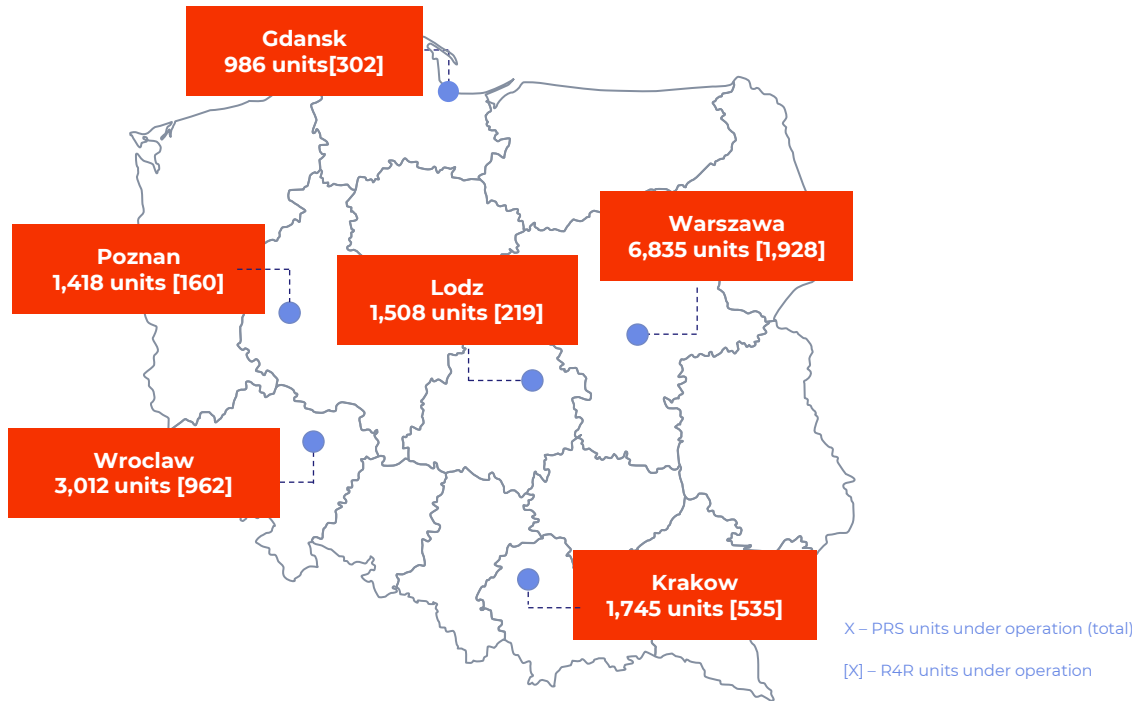 Gdansk
986 units[302]
Warszawa
6,835 units [1,928]
Poznan
1,418 units [160]
Lodz
1,508 units [219]
Wroclaw
3,012 units [962]
Krakow
1,745 units [535]
X – PRS units under operation (total)
[X] – R4R units under operation